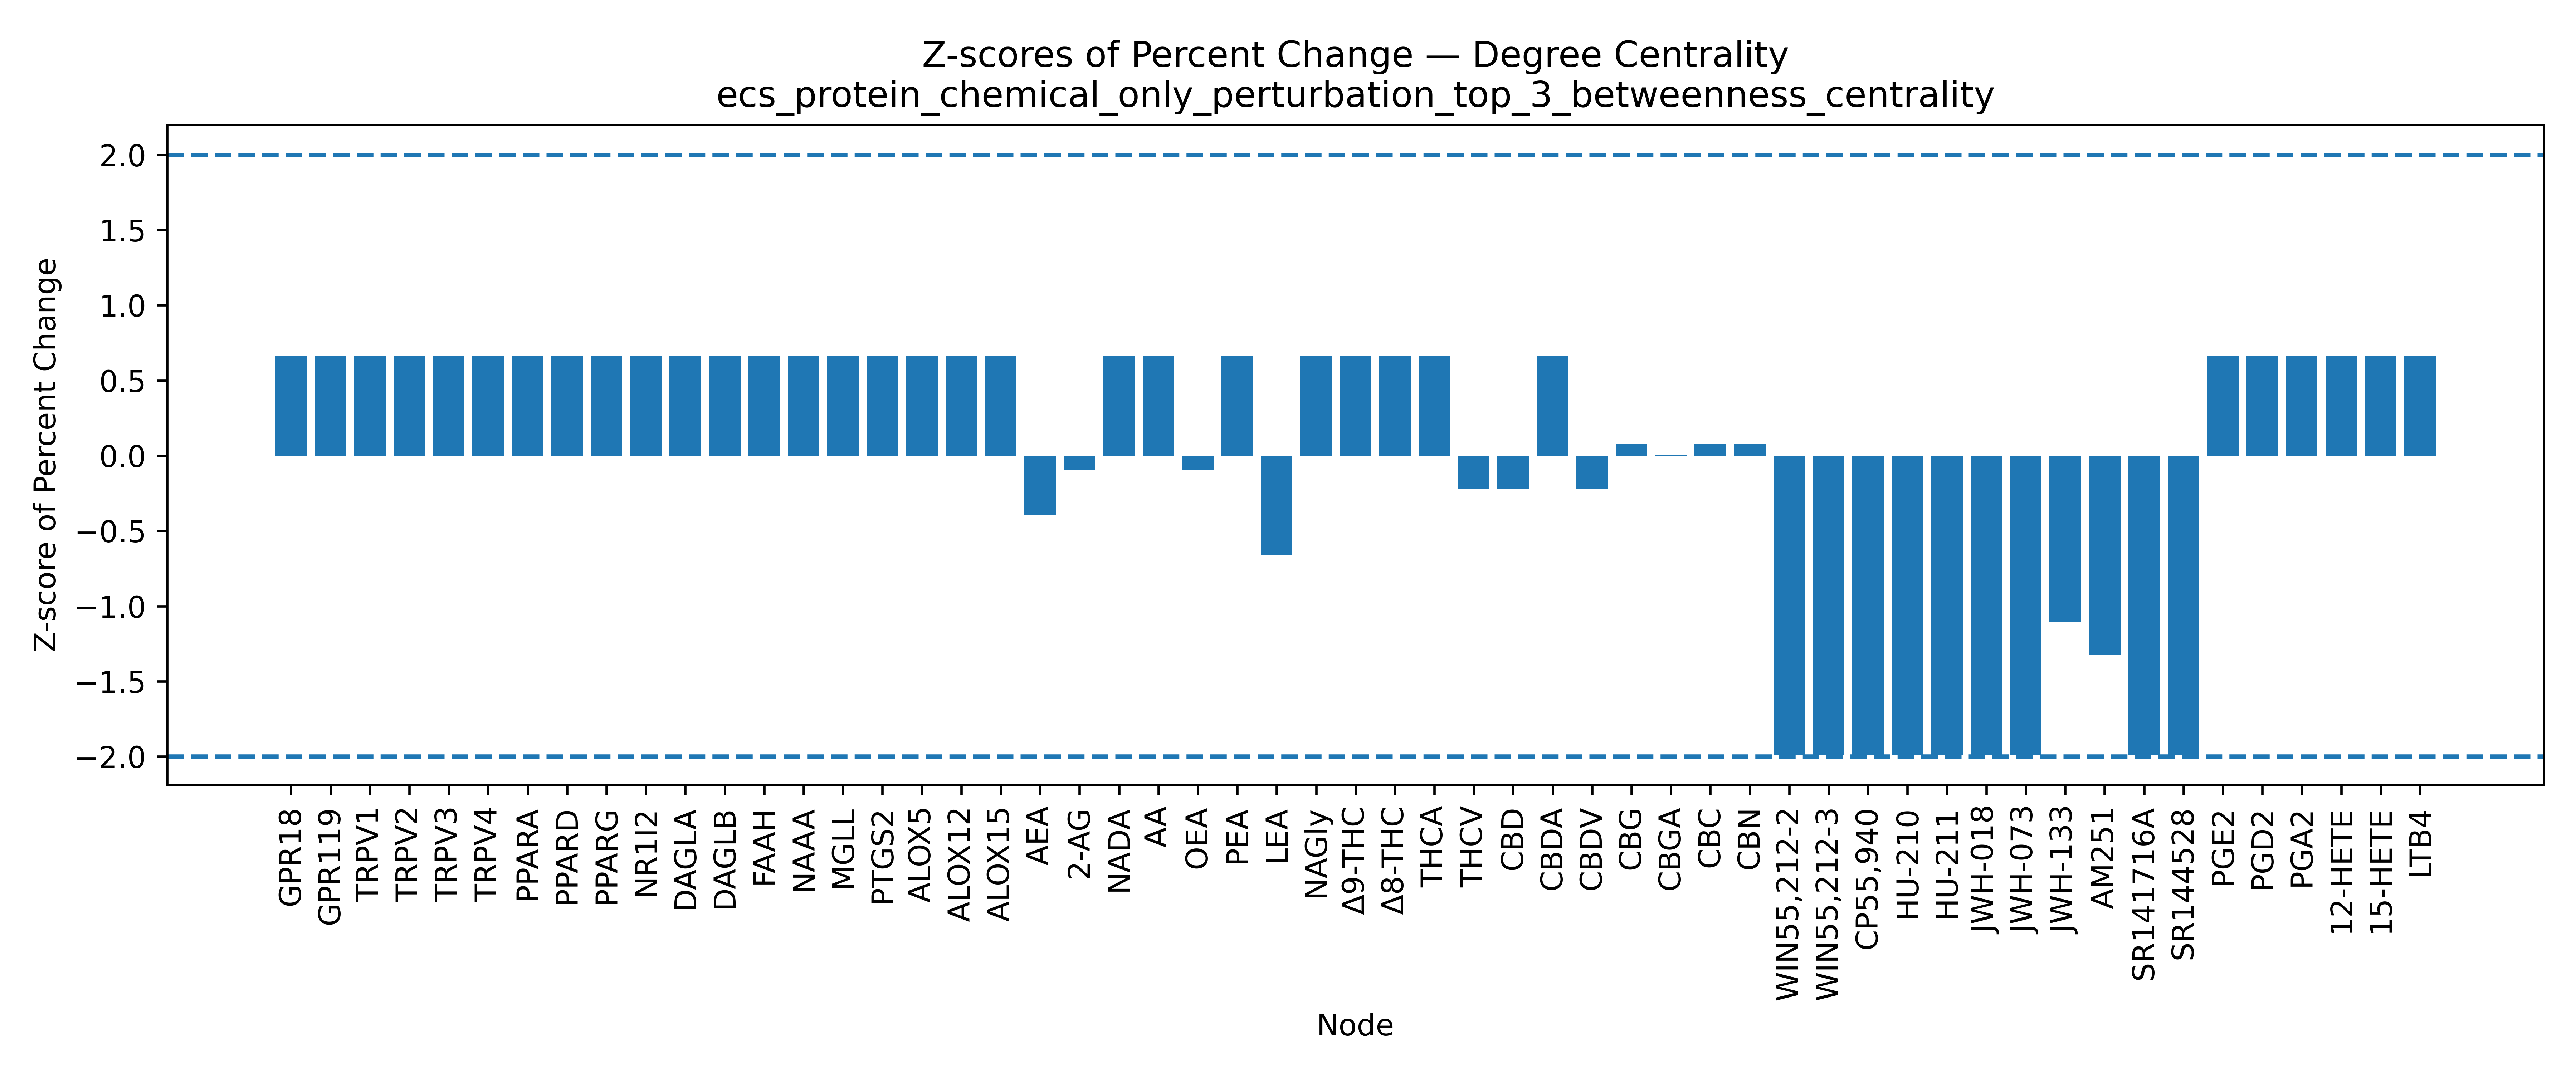 Z-scores of Percent Change — Degree Centrality
ecs_protein_chemical_only_perturbation_top_3_betweenness_centrality
Z-score of Percent Change
2.0
1.5
1.0
0.5
0.0
−0.5
−1.0
−1.5
−2.0
GPR18
GPR119
TRPV1
TRPV2
TRPV3
TRPV4
PPARA
PPARD
PPARG
NR1I2
DAGLA
DAGLB
FAAH
NAAA
MGLL
PTGS2
ALOX5
ALOX12
ALOX15
AEA
2-AG
NADA
AA
OEA
PEA
LEA
NAGly
Δ9-THC
Δ8-THC
THCA
THCV
CBD
CBDA
CBDV
CBG
CBGA
CBC
CBN
WIN55,212-2
WIN55,212-3
CP55,940
HU-210
HU-211
JWH-018
JWH-073
JWH-133
AM251
SR141716A
SR144528
PGE2
PGD2
PGA2
12-HETE
15-HETE
LTB4
Node